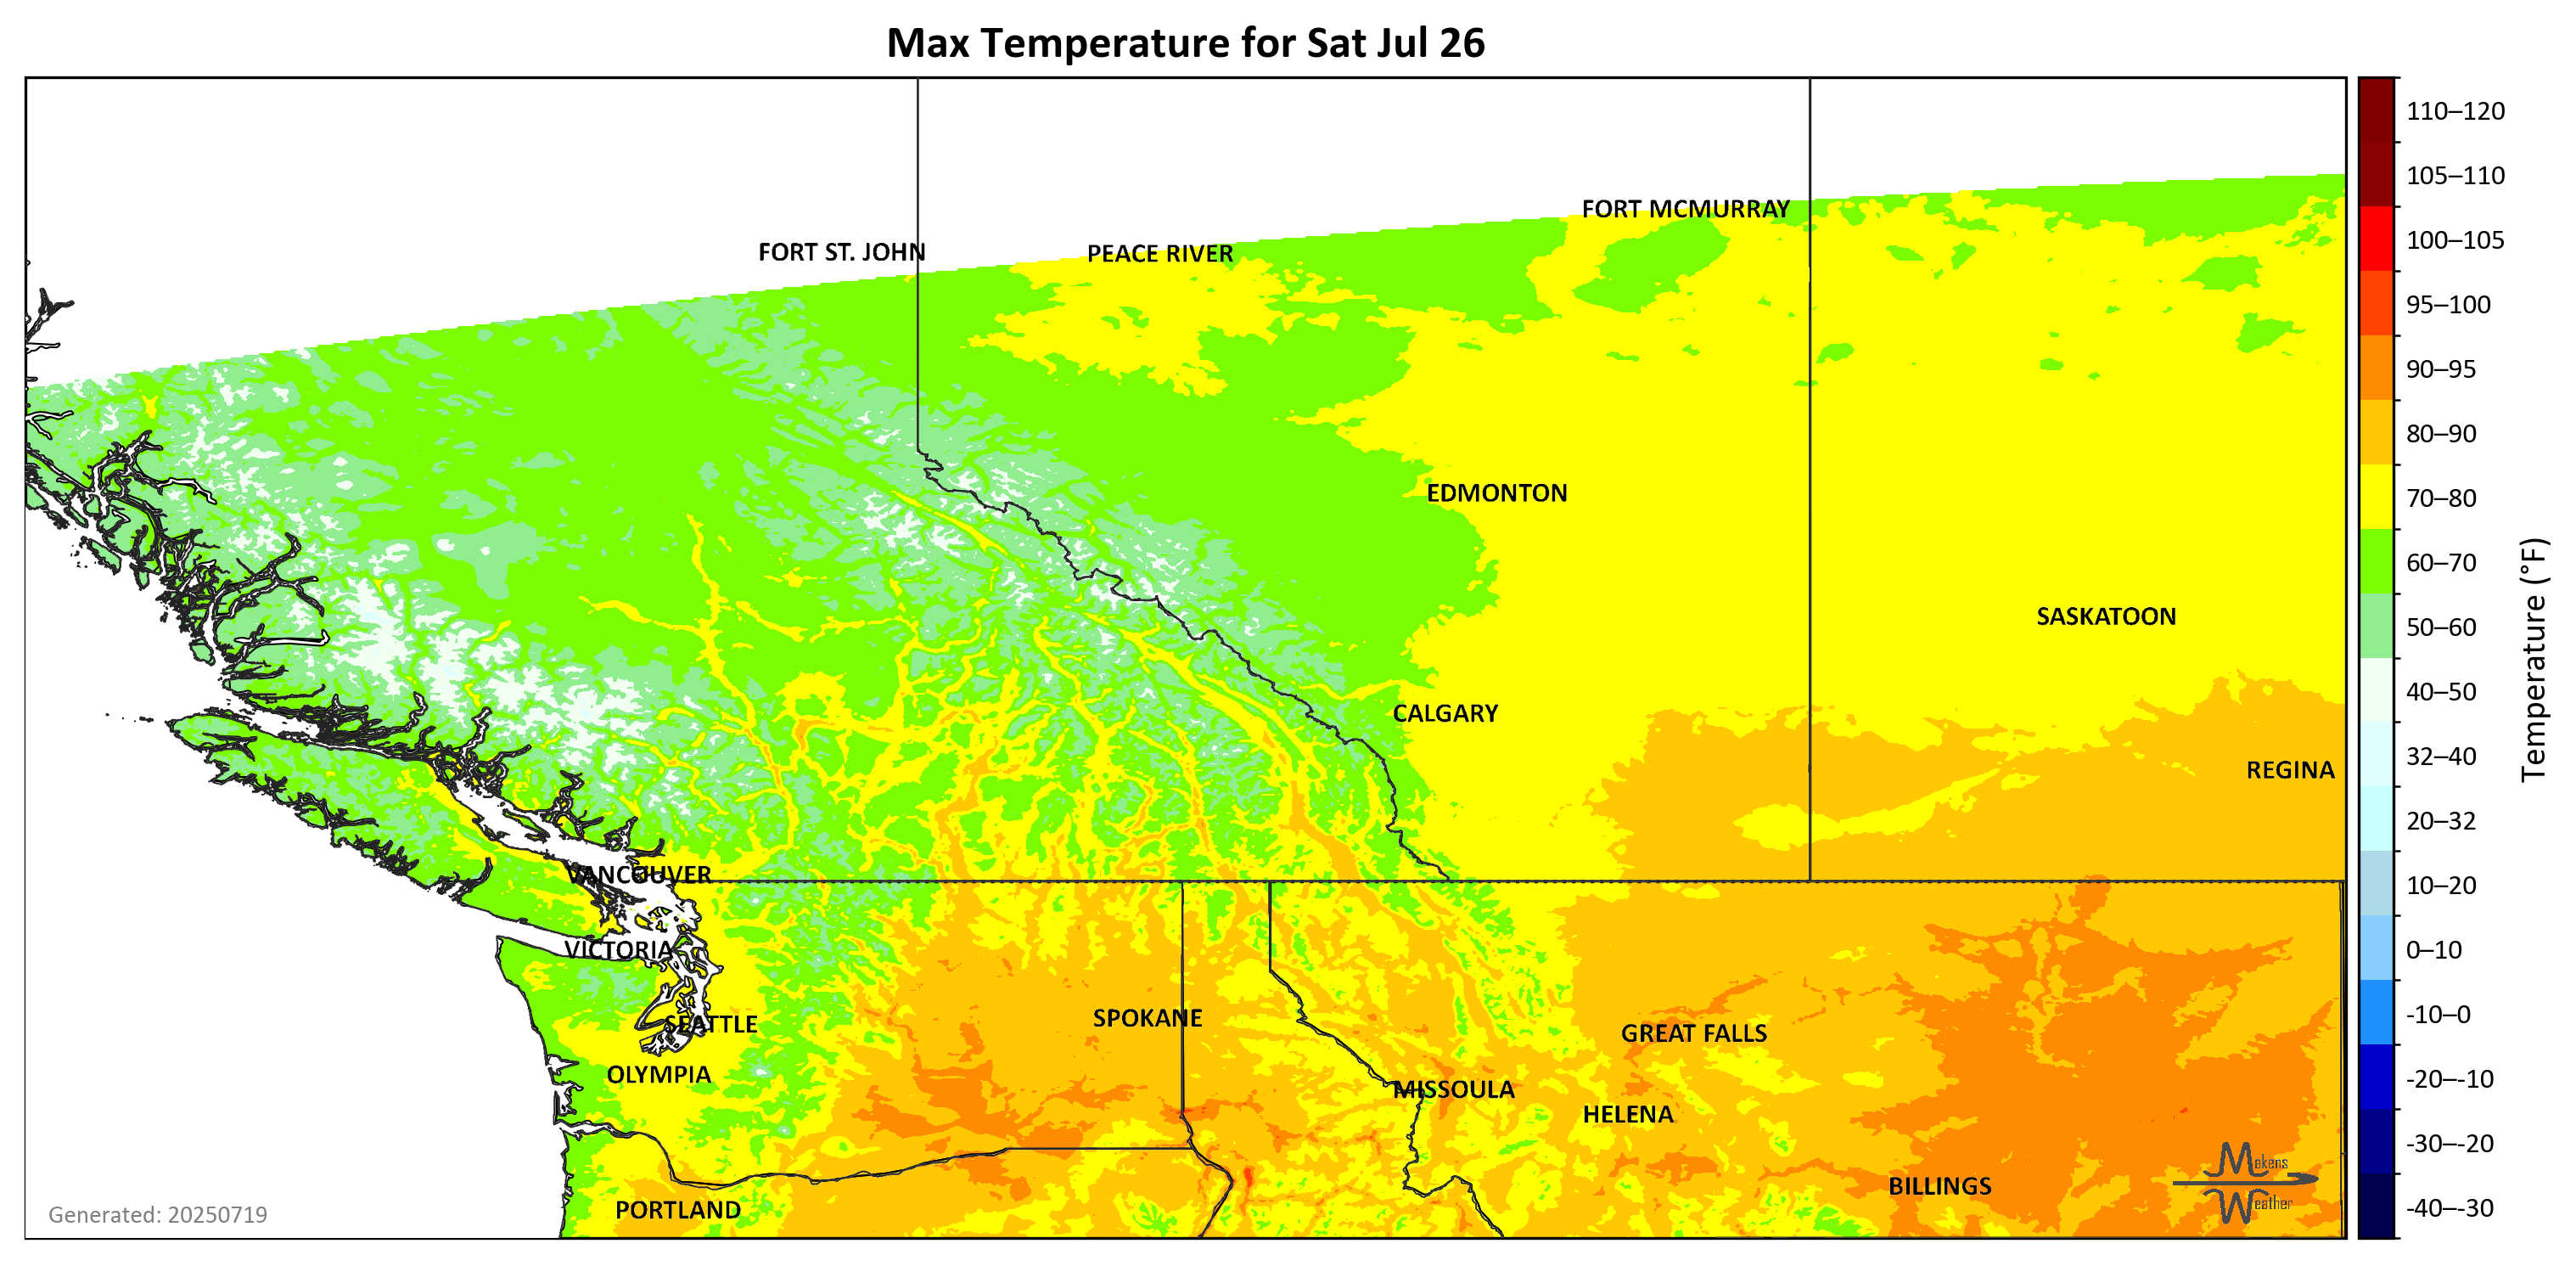 Max Temperature for Sat Jul 26
FORT MCMURRAY
FORT ST. JOHN
PEACE RIVER
EDMONTON
SASKATOON
CALGARY
REGINA
VANCOUVER
VICTORIA
SPOKANE
SEATTLE
GREAT FALLS
OLYMPIA
MISSOULA
HELENA
BILLINGS
PORTLAND
Makens
Weather
Generated: 20250719
110–120
105–110
100–105
95–100
90–95
80–90
70–80
60–70
50–60
40–50
32–40
20–32
10–20
0–10
-10–0
-20–-10
-30–-20
-40–-30
Temperature (°F)